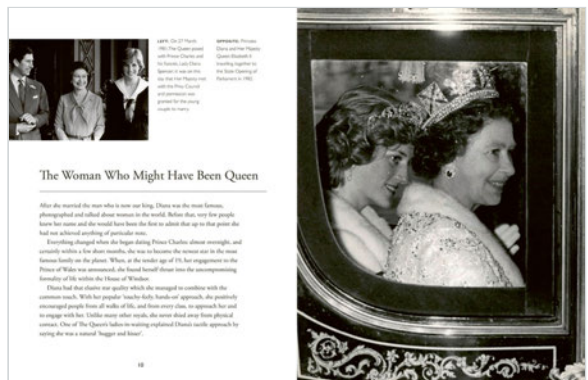 LEFT: On 27 March
1981 The Queen posed
with Prince Charles and
his fiancée, Lady Diana
Spencer. It was on this
day that Her Majesty met
with the Privy Council
and permission was
granted for the young
couple to marry.
OPPOSITE: Princess
Diana and Her Majesty
Queen Elizabeth II
travelling together to
the State Opening of
Parliament in 1982.
The Woman Who Might Have Been Queen
After she married the man who is now our king, Diana was the most famous,
photographed and talked about woman in the world. Before that, very few people
knew her name and she would have been the first to admit that up to that point she
had not achieved anything of particular note.
Everything changed when she began dating Prince Charles almost overnight, and
certainly within a few short months, she was to become the newest star in the most
famous family on the planet. When, at the tender age of 19, her engagement to the
Prince of Wales was announced, she found herself thrust into the uncompromising
formality of life within the House of Windsor.
Diana had that elusive star quality which she managed to combine with the
common touch. With her popular 'touchy-feely, hands-on' approach, she positively
encouraged people from all walks of life, and from every class, to approach her and
to engage with her. Unlike many other royals, she never shied away from physical
contact. One of The Queen's ladies-in-waiting explained Diana's tactile approach by
saying she was a natural 'hugger and kisser'.
10